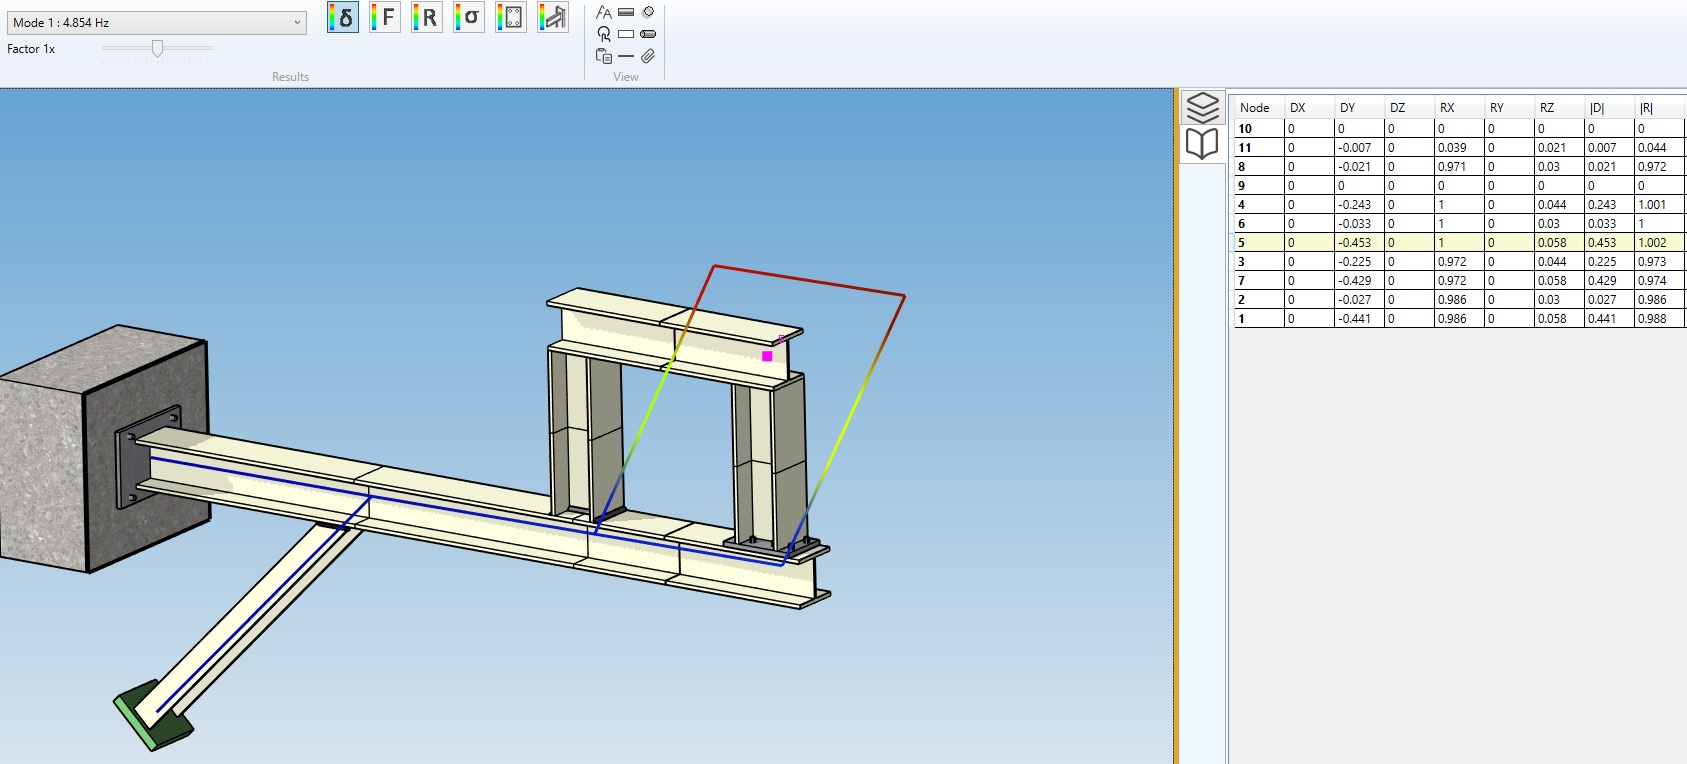 Mode 1 : 4.854 Hz
δ F R σ
Factor 1x
Results
View
Node DX DY DZ RX RY RZ |D| |R|
10 0 0 0 0 0 0 0 0
11 0 -0.007 0 0.039 0 0.021 0.007 0.044
8 0 -0.021 0 0.971 0 0.03 0.021 0.972
9 0 0 0 0 0 0 0 0
4 0 -0.243 0 1 0 0.044 0.243 1.001
6 0 -0.033 0 1 0 0.03 0.033 1
5 0 -0.453 0 1 0 0.058 0.453 1.002
3 0 -0.225 0 0.972 0 0.044 0.225 0.973
7 0 -0.429 0 0.972 0 0.058 0.429 0.974
2 0 -0.027 0 0.986 0 0.03 0.027 0.986
1 0 -0.441 0 0.986 0 0.058 0.441 0.988